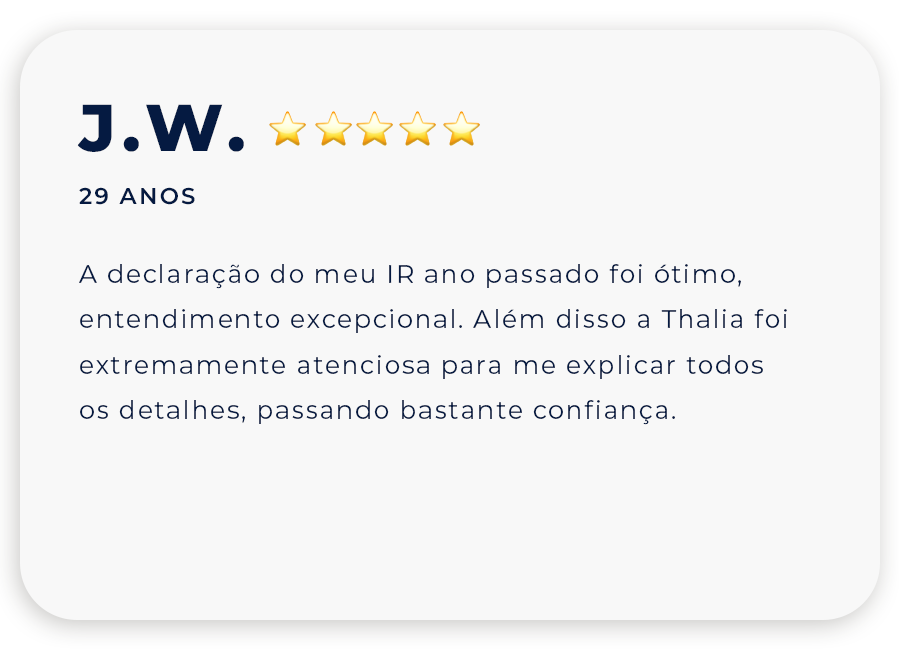 J.W. ⭐⭐⭐⭐⭐
29 ANOS
A declaração do meu IR ano passado foi ótimo,
entendimento excepcional. Além disso a Thalia foi
extremamente atenciosa para me explicar todos
os detalhes, passando bastante confiança.